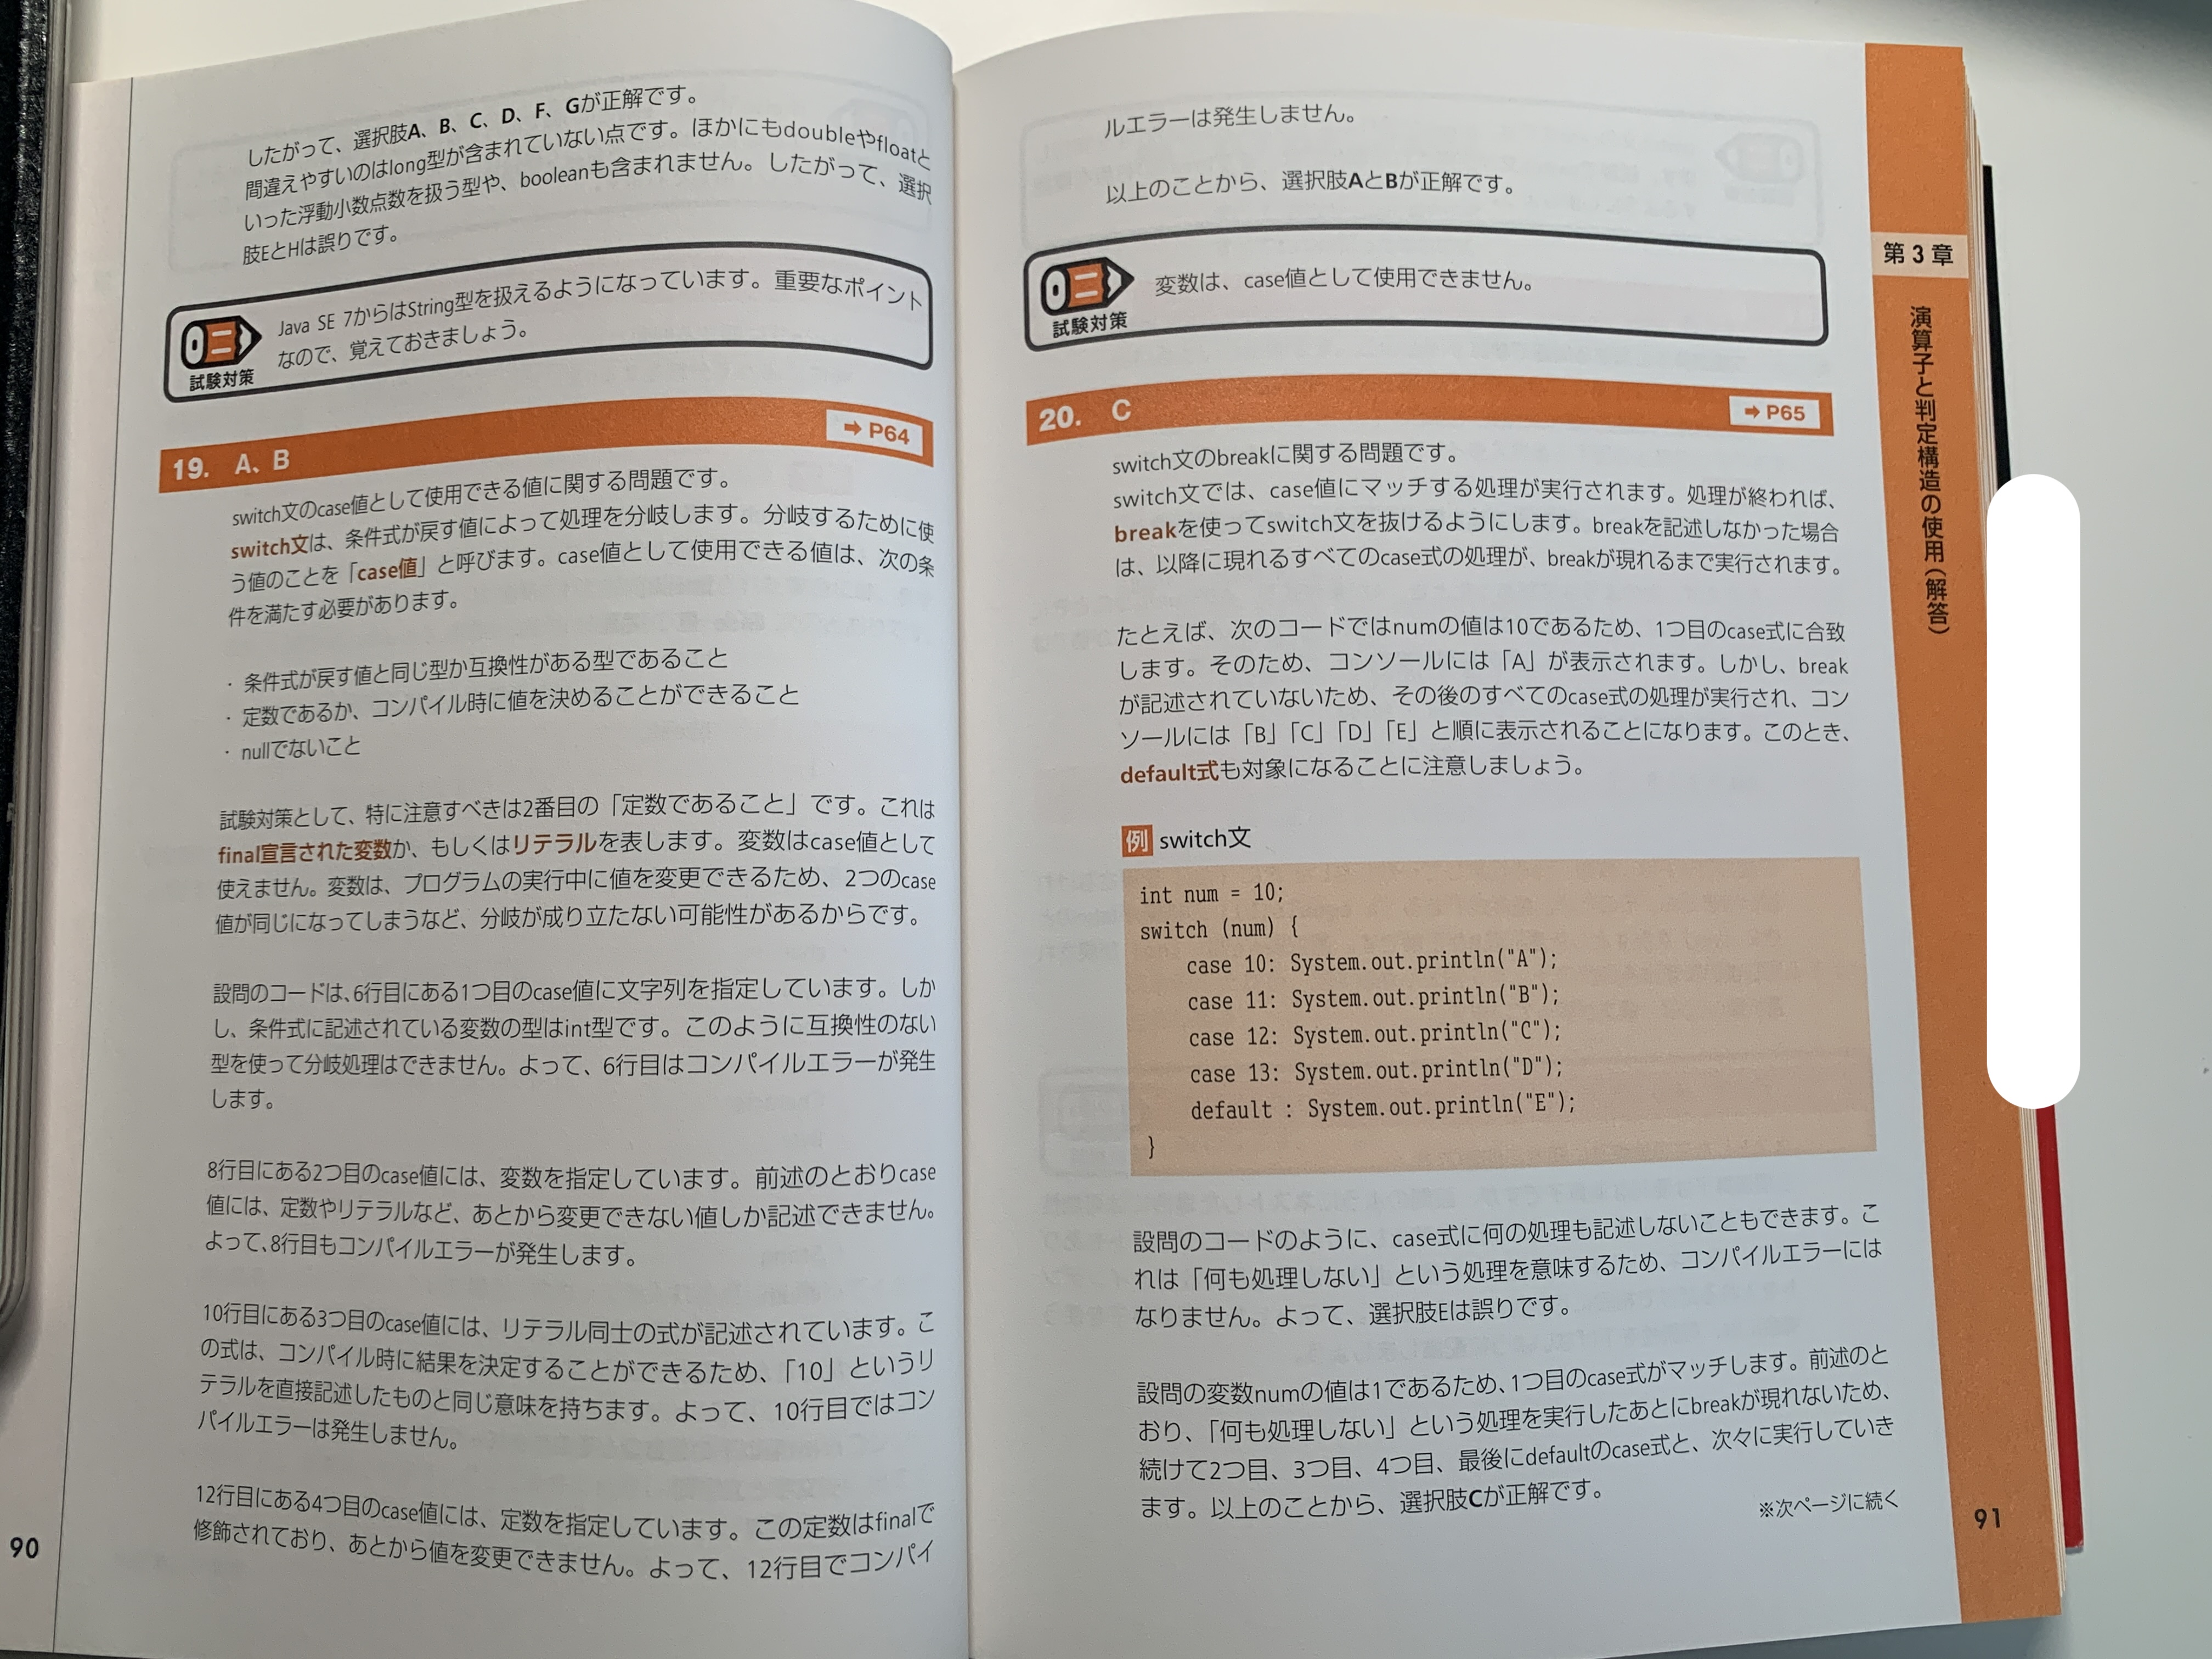 したがって、選択肢A、B、C、D、F、Gが正解です。
間違えやすいのはlong型が含まれていない点です。ほかにもdoubleやfloatと
いった浮動小数点数を扱う型や、booleanも含まれません。したがって、選択
肢EとHは誤りです。
Java SE 7からはString型を扱えるようになっています。重要なポイント
なので、覚えておきましょう。
試験対策
19. A、B
➡ P64
switch文のcase値として使用できる値に関する問題です。
switch文は、条件式が戻す値によって処理を分岐します。分岐するために使
う値のことを「case値」と呼びます。case値として使用できる値は、次の条
件を満たす必要があります。
・ 条件式が戻す値と同じ型か互換性がある型であること
・ 定数であるか、コンパイル時に値を決めることができること
・ nullでないこと
試験対策として、特に注意すべきは2番目の「定数であること」です。これは
final宣言された変数か、もしくはリテラルを表します。変数はcase値として
使えません。変数は、プログラムの実行中に値を変更できるため、2つのcase
値が同じになってしまうなど、分岐が成り立たない可能性があるからです。
設問のコードは、6行目にある1つ目のcase値に文字列を指定しています。しか
し、条件式に記述されている変数の型はint型です。このように互換性のない
型を使って分岐処理はできません。よって、6行目はコンパイルエラーが発生
します。
8行目にある2つ目のcase値には、変数を指定しています。前述のとおりcase
値には、定数やリテラルなど、あとから変更できない値しか記述できません。
よって、8行目もコンパイルエラーが発生します。
10行目にある3つ目のcase値には、リテラル同士の式が記述されています。こ
の式は、コンパイル時に結果を決定することができるため、「10」というリ
テラルを直接記述したものと同じ意味を持ちます。よって、10行目ではコン
パイルエラーは発生しません。
12行目にある4つ目のcase値には、定数を指定しています。この定数はfinalで
修飾されており、あとから値を変更できません。よって、12行目でコンパイ
90
ルエラーは発生しません。
以上のことから、選択肢AとBが正解です。
変数は、case値として使用できません。
試験対策
20. C
➡ P65
switch文のbreakに関する問題です。
switch文では、case値にマッチする処理が実行されます。処理が終われば、
breakを使ってswitch文を抜けるようにします。breakを記述しなかった場合
は、以降に現れるすべてのcase式の処理が、breakが現れるまで実行されます。
たとえば、次のコードではnumの値は10であるため、1つ目のcase式に合致
します。そのため、コンソールには「A」が表示されます。しかし、break
が記述されていないため、その後のすべてのcase式の処理が実行され、コン
ソールには「B」「C」「D」「E」と順に表示されることになります。このとき、
default式も対象になることに注意しましょう。
例 switch文
int num = 10;
switch (num) {
case 10: System.out.println("A");
case 11: System.out.println("B");
case 12: System.out.println("C");
case 13: System.out.println("D");
default : System.out.println("E");
}
設問のコードのように、case式に何の処理も記述しないこともできます。こ
れは「何も処理しない」という処理を意味するため、コンパイルエラーには
なりません。よって、選択肢Eは誤りです。
設問の変数numの値は1であるため、1つ目のcase式がマッチします。前述のと
おり、「何も処理しない」という処理を実行したあとにbreakが現れないため、
続けて2つ目、3つ目、4つ目、最後にdefaultのcase式と、次々に実行していき
ます。以上のことから、選択肢Cが正解です。
※次ページに続く
第3章
演算子と判定構造の使用（解答）
91